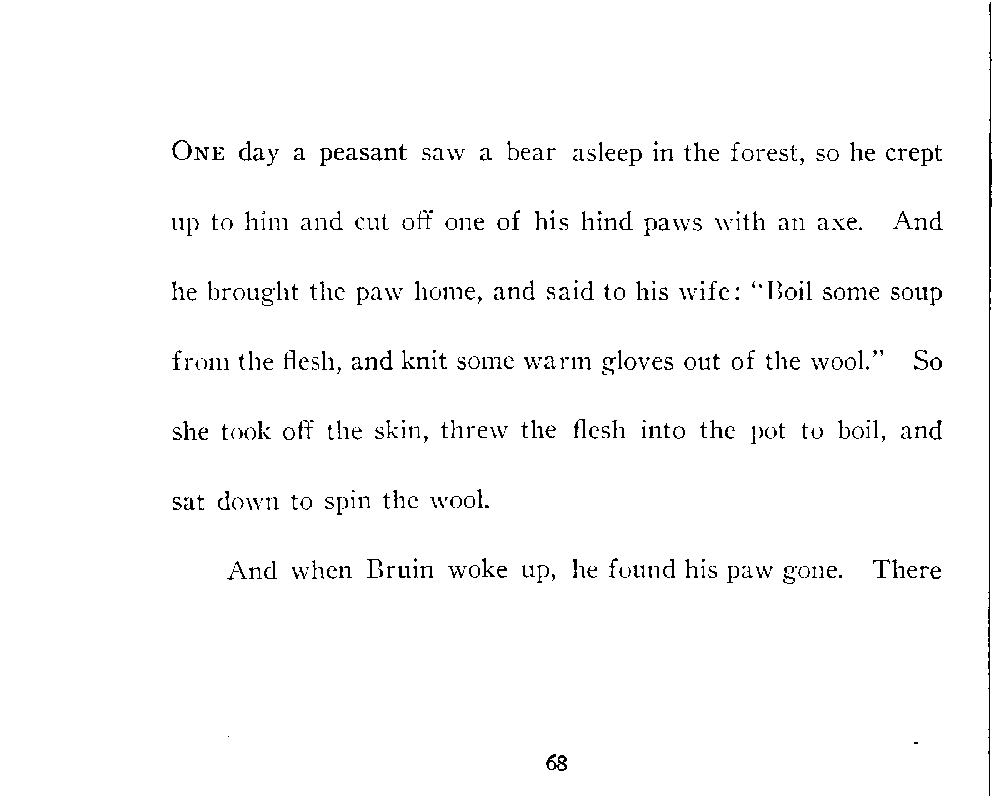 ONE day a peasant saw a bear asleep in the forest, so he crept
up to him and cut off one of his hind paws with an axe. And
he brought the paw home, and said to his wife: “Boil some soup
from the flesh, and knit some warm gloves out of the wool.” So
she took off the skin, threw the flesh into the pot to boil, and
sat down to spin the wool.
And when Bruin woke up, he found his paw gone. There
68